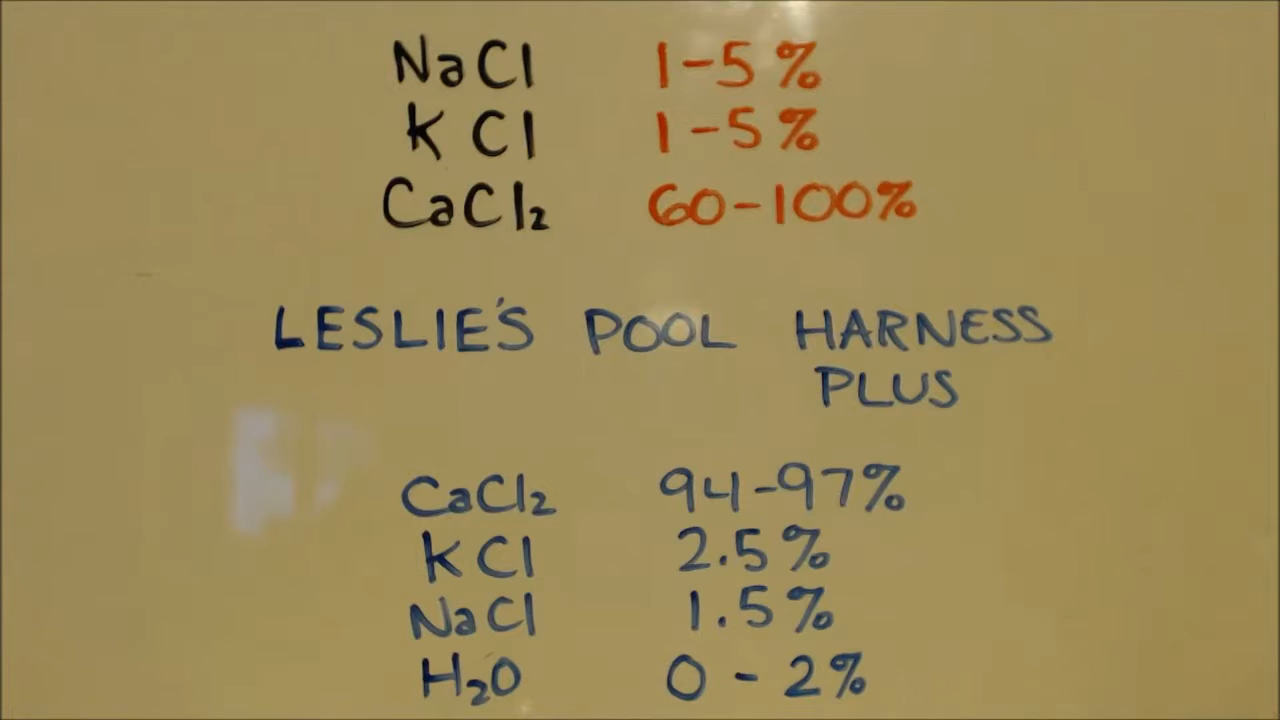 NaCl 1-5%
KCl 1-5%
CaCl₂ 60-100%
LESLIE'S POOL HARNESS
PLUS
CaCl₂ 94-97%
KCl 2.5%
NaCl 1.5%
H₂O 0-2%